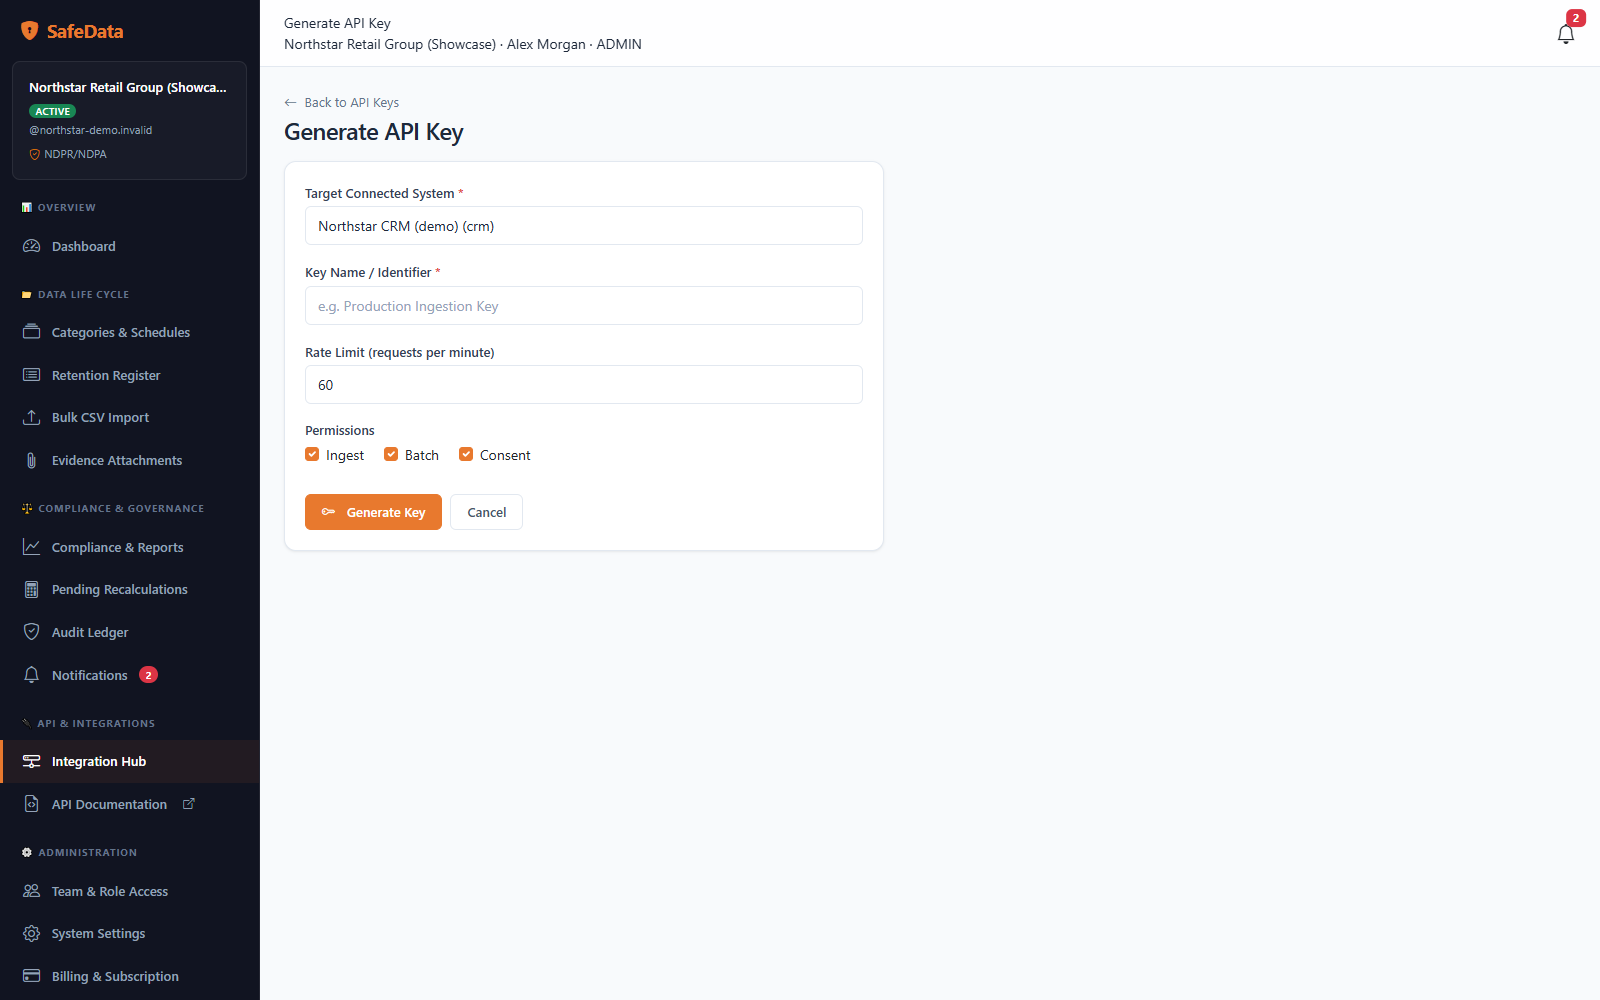 SafeData
Northstar Retail Group (Showca...
ACTIVE
@northstar-demo.invalid
NDPR/NDPA
OVERVIEW
Dashboard
DATA LIFE CYCLE
Categories & Schedules
Retention Register
Bulk CSV Import
Evidence Attachments
COMPLIANCE & GOVERNANCE
Compliance & Reports
Pending Recalculations
Audit Ledger
Notifications 2
API & INTEGRATIONS
Integration Hub
API Documentation
ADMINISTRATION
Team & Role Access
System Settings
Billing & Subscription
Generate API Key
Northstar Retail Group (Showcase) · Alex Morgan · ADMIN
2
← Back to API Keys
Generate API Key
Target Connected System *
Northstar CRM (demo) (crm)
Key Name / Identifier *
e.g. Production Ingestion Key
Rate Limit (requests per minute)
60
Permissions
Ingest Batch Consent
Generate Key Cancel